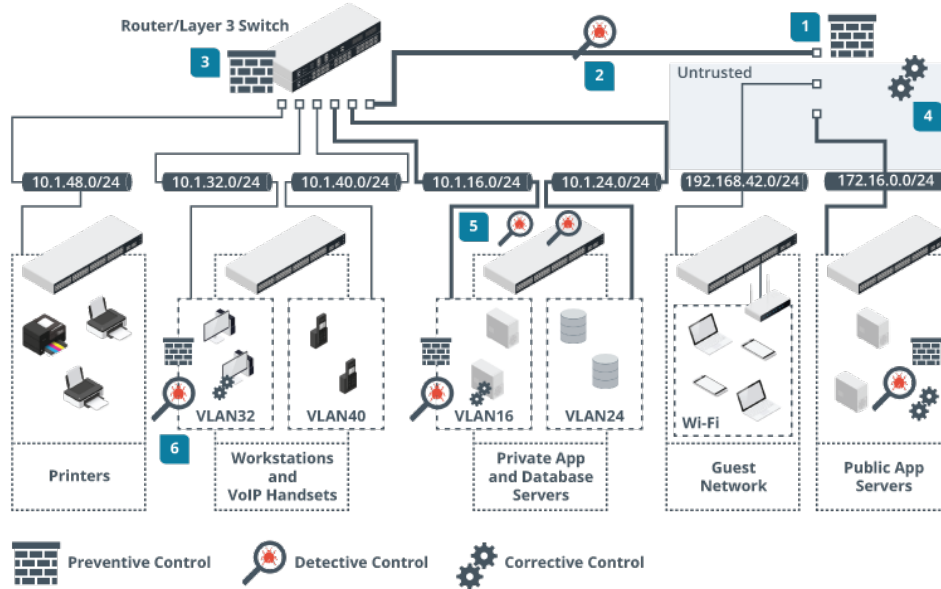 Router/Layer 3 Switch
1
3
2
Untrusted
4
10.1.48.0/24
10.1.32.0/24
10.1.40.0/24
10.1.16.0/24
10.1.24.0/24
192.168.42.0/24
172.16.0.0/24
5
VLAN32
VLAN40
VLAN16
VLAN24
Wi-Fi
6
Printers
Workstations
and
VoIP Handsets
Private App
and Database
Servers
Guest
Network
Public App
Servers
Preventive Control
Detective Control
Corrective Control